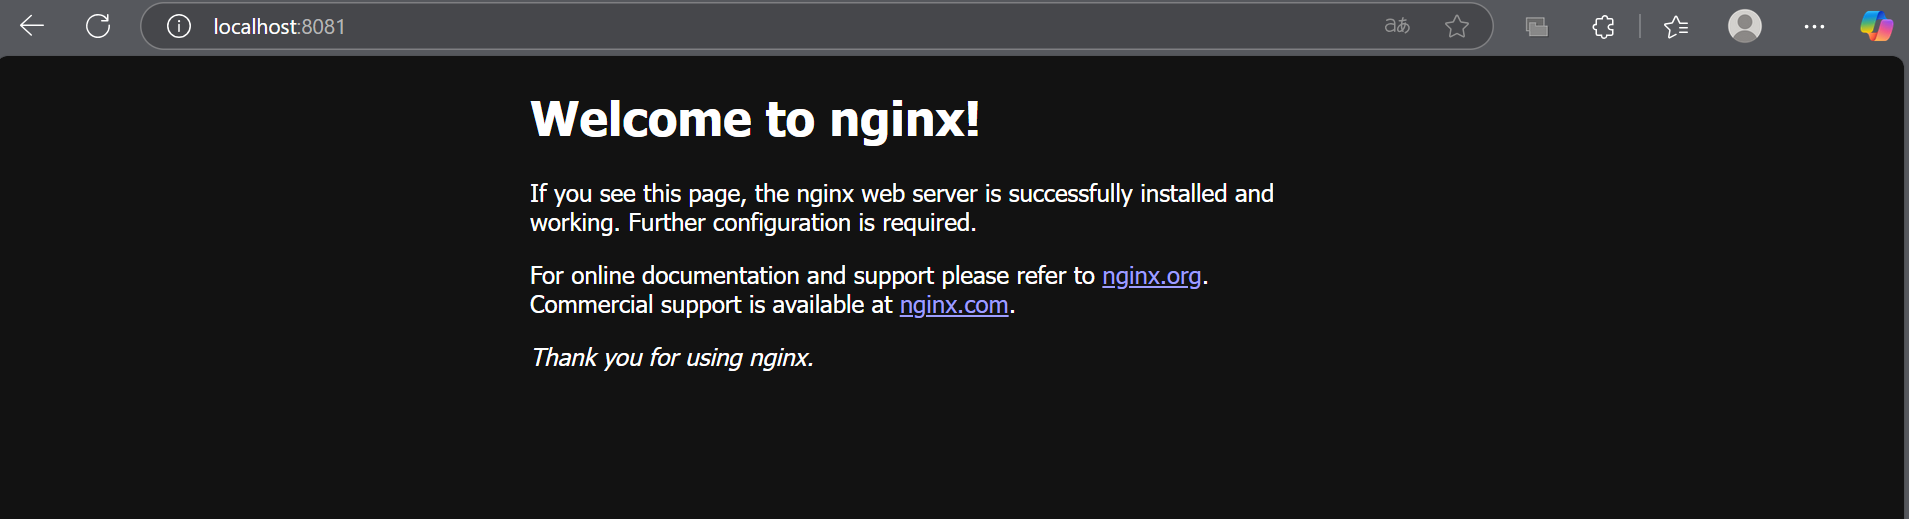 localhost:8081
aあ
Welcome to nginx!
If you see this page, the nginx web server is successfully installed and
working. Further configuration is required.
For online documentation and support please refer to nginx.org.
Commercial support is available at nginx.com.
Thank you for using nginx.